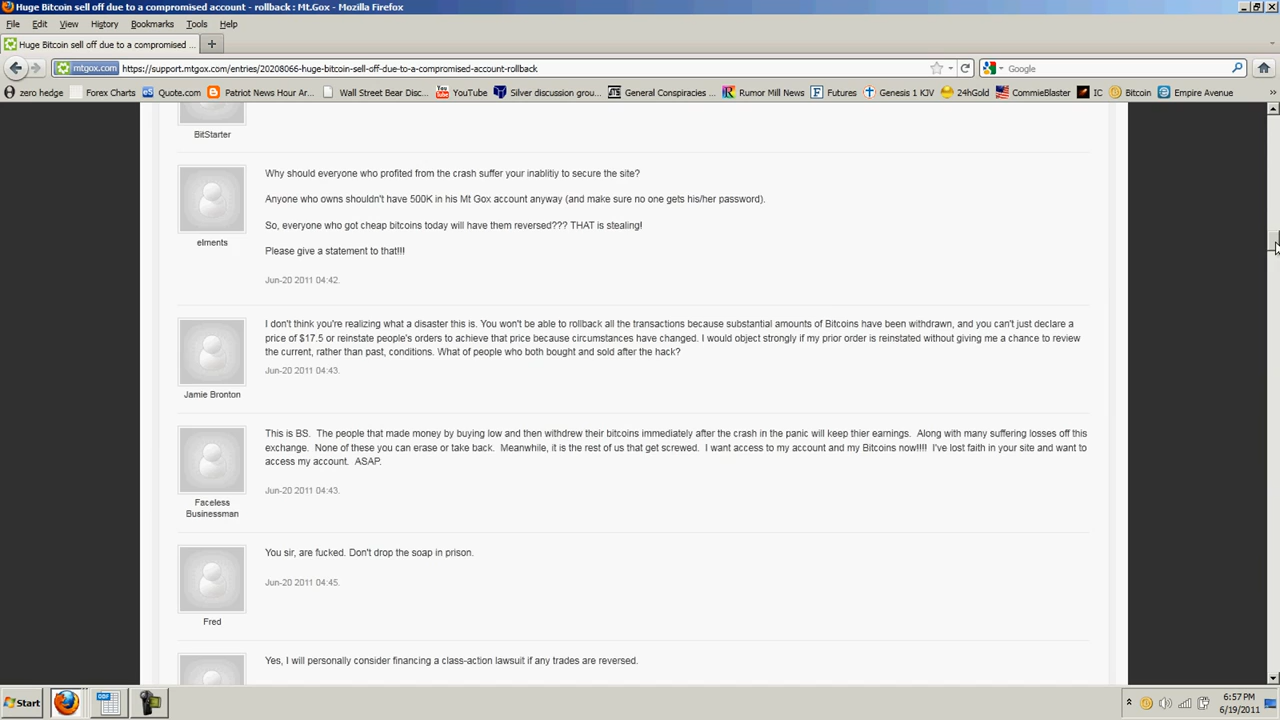 Huge Bitcoin sell off due to a compromised account - rollback : Mt.Gox - Mozilla Firefox
File Edit View History Bookmarks Tools Help
Huge Bitcoin sell off due to a compromised ...
mtgox.com https://support.mtgox.com/entries/20208066-huge-bitcoin-sell-off-due-to-a-compromised-account-rollback
Google
zero hedge Forex Charts Quote.com Patriot News Hour Ar... Wall Street Bear Disc... YouTube Silver discussion grou... General Conspiracies ... Rumor Mill News Futures Genesis 1 KJV 24hGold CommieBlaster IC Bitcoin Empire Avenue
BitStarter
Why should everyone who profited from the crash suffer your inablitiy to secure the site?
Anyone who owns shouldn't have 500K in his Mt Gox account anyway (and make sure no one gets his/her password).
So, everyone who got cheap bitcoins today will have them reversed??? THAT is stealing!
Please give a statement to that!!!
elments
Jun-20 2011 04:42.
I don't think you're realizing what a disaster this is. You won't be able to rollback all the transactions because substantial amounts of Bitcoins have been withdrawn, and you can't just declare a
price of $17.5 or reinstate people's orders to achieve that price because circumstances have changed. I would object strongly if my prior order is reinstated without giving me a chance to review
the current, rather than past, conditions. What of people who both bought and sold after the hack?
Jun-20 2011 04:43.
Jamie Bronton
This is BS. The people that made money by buying low and then withdrew their bitcoins immediately after the crash in the panic will keep thier earnings. Along with many suffering losses off this
exchange. None of these you can erase or take back. Meanwhile, it is the rest of us that get screwed. I want access to my account and my Bitcoins now!!!! I've lost faith in your site and want to
access my account. ASAP.
Jun-20 2011 04:43.
Faceless
Businessman
You sir, are fucked. Don't drop the soap in prison.
Jun-20 2011 04:45.
Fred
Yes, I will personally consider financing a class-action lawsuit if any trades are reversed.
Start
6:57 PM
6/19/2011